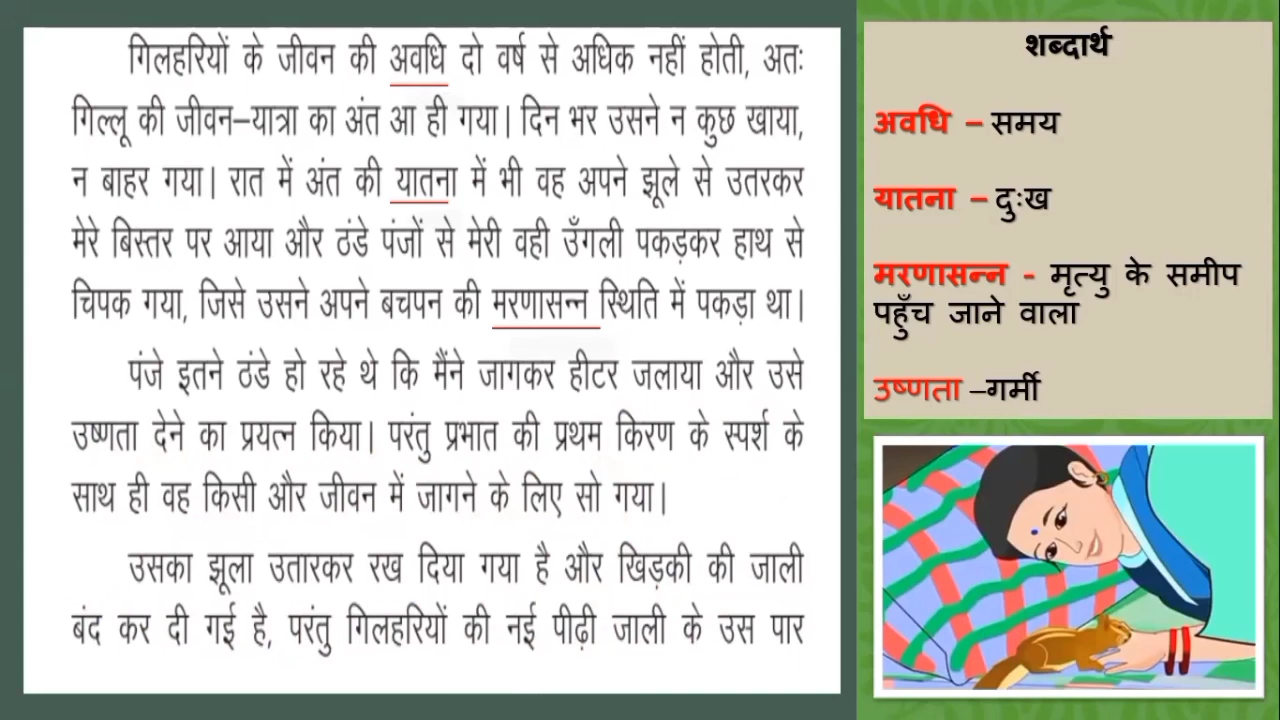 गिलहरियों के जीवन की अवधि दो वर्ष से अधिक नहीं होती, अतः
गिल्लू की जीवन–यात्रा का अंत आ ही गया। दिन भर उसने न कुछ खाया,
न बाहर गया। रात में अंत की यातना में भी वह अपने झूले से उतरकर
मेरे बिस्तर पर आया और ठंडे पंजों से मेरी वही उँगली पकड़कर हाथ से
चिपक गया, जिसे उसने अपने बचपन की मरणासन्न स्थिति में पकड़ा था।
पंजे इतने ठंडे हो रहे थे कि मैंने जागकर हीटर जलाया और उसे
उष्णता देने का प्रयत्न किया। परंतु प्रभात की प्रथम किरण के स्पर्श के
साथ ही वह किसी और जीवन में जागने के लिए सो गया।
उसका झूला उतारकर रख दिया गया है और खिड़की की जाली
बंद कर दी गई है, परंतु गिलहरियों की नई पीढ़ी जाली के उस पार
शब्दार्थ
अवधि – समय
यातना – दुःख
मरणासन्न - मृत्यु के समीप
पहुँच जाने वाला
उष्णता –गर्मी